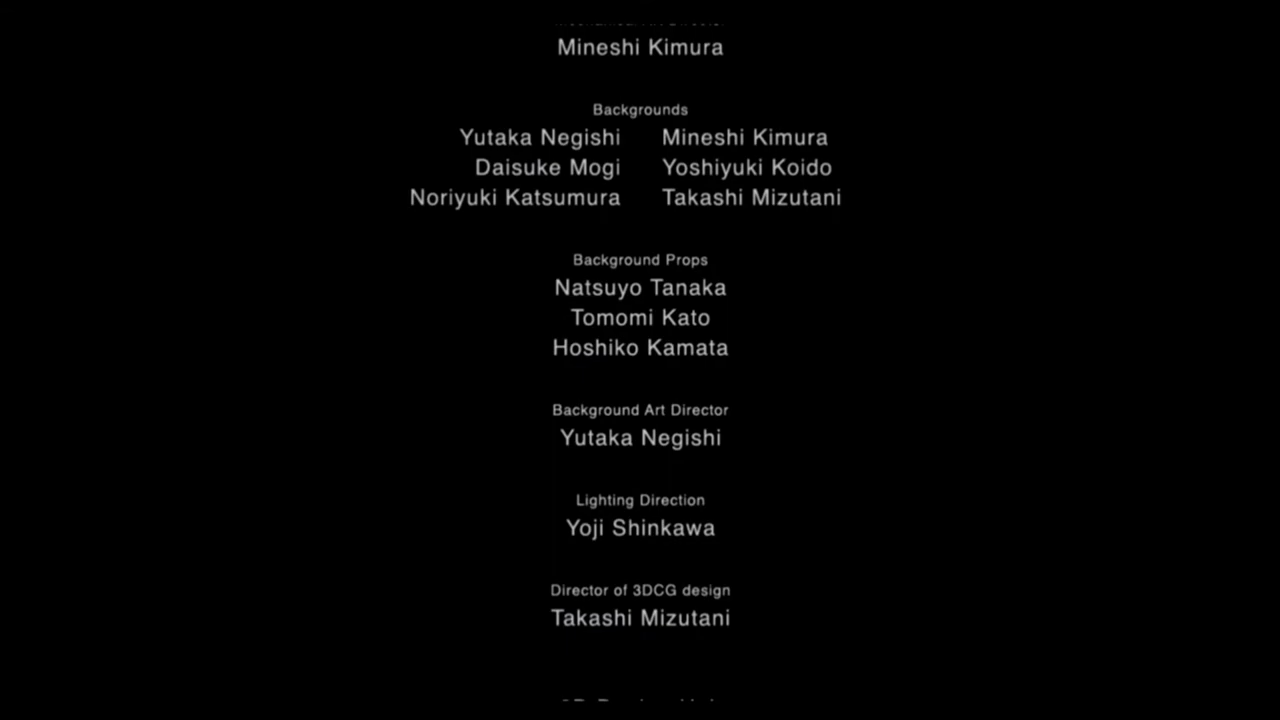 Mineshi Kimura
Backgrounds
Yutaka Negishi Mineshi Kimura
Daisuke Mogi Yoshiyuki Koido
Noriyuki Katsumura Takashi Mizutani
Background Props
Natsuyo Tanaka
Tomomi Kato
Hoshiko Kamata
Background Art Director
Yutaka Negishi
Lighting Direction
Yoji Shinkawa
Director of 3DCG design
Takashi Mizutani